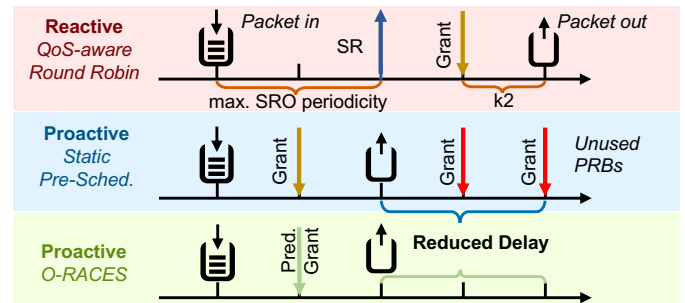 Reactive
QoS-aware
Round Robin
Packet in
SR
Grant
Packet out
max. SRO periodicity
k2
Proactive
Static
Pre-Sched.
Grant
Grant
Grant
Unused
PRBs
Proactive
O-RACES
Pred.
Grant
Reduced Delay